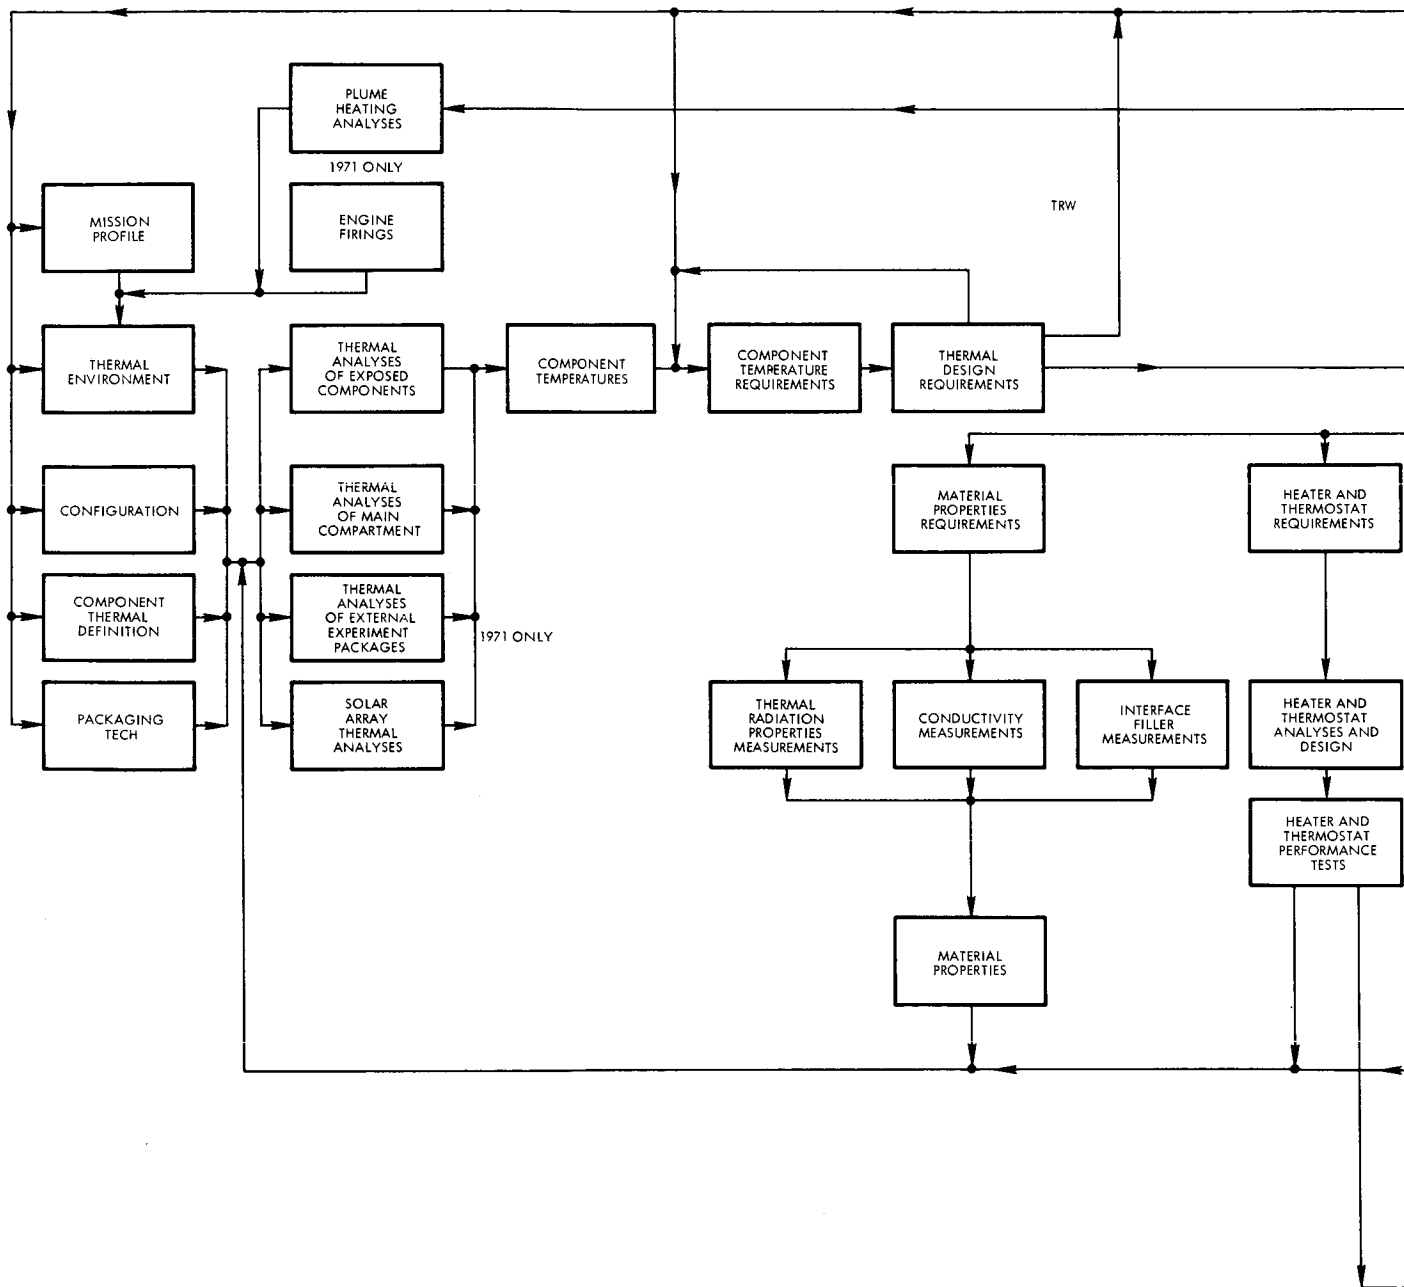 PLUME
HEATING
ANALYSES
1971 ONLY
MISSION
PROFILE
ENGINE
FIRINGS
TRW
THERMAL
ENVIRONMENT
THERMAL
ANALYSES
OF EXPOSED
COMPONENTS
COMPONENT
TEMPERATURES
COMPONENT
TEMPERATURE
REQUIREMENTS
THERMAL
DESIGN
REQUIREMENTS
CONFIGURATION
THERMAL
ANALYSES
OF MAIN
COMPARTMENT
MATERIAL
PROPERTIES
REQUIREMENTS
HEATER AND
THERMOSTAT
REQUIREMENTS
COMPONENT
THERMAL
DEFINITION
THERMAL
ANALYSES
OF EXTERNAL
EXPERIMENT
PACKAGES
1971 ONLY
PACKAGING
TECH
SOLAR
ARRAY
THERMAL
ANALYSES
THERMAL
RADIATION
PROPERTIES
MEASUREMENTS
CONDUCTIVITY
MEASUREMENTS
INTERFACE
FILLER
MEASUREMENTS
HEATER AND
THERMOSTAT
ANALYSES AND
DESIGN
HEATER AND
THERMOSTAT
PERFORMANCE
TESTS
MATERIAL
PROPERTIES